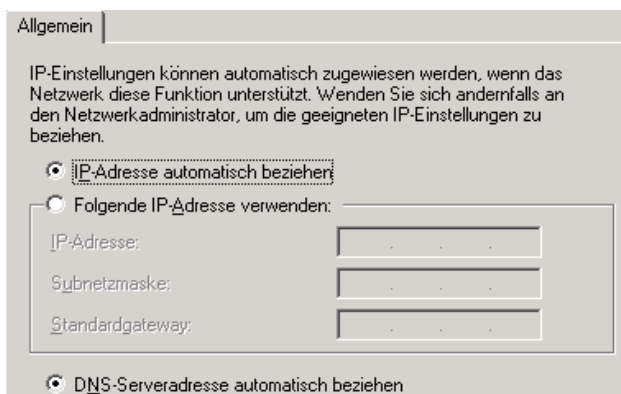 Allgemein
IP-Einstellungen können automatisch zugewiesen werden, wenn das
Netzwerk diese Funktion unterstützt. Wenden Sie sich andernfalls an
den Netzwerkadministrator, um die geeigneten IP-Einstellungen zu
beziehen.
IP-Adresse automatisch beziehen
Folgende IP-Adresse verwenden:
IP-Adresse:
Subnetzmaske:
Standardgateway:
DNS-Serveradresse automatisch beziehen